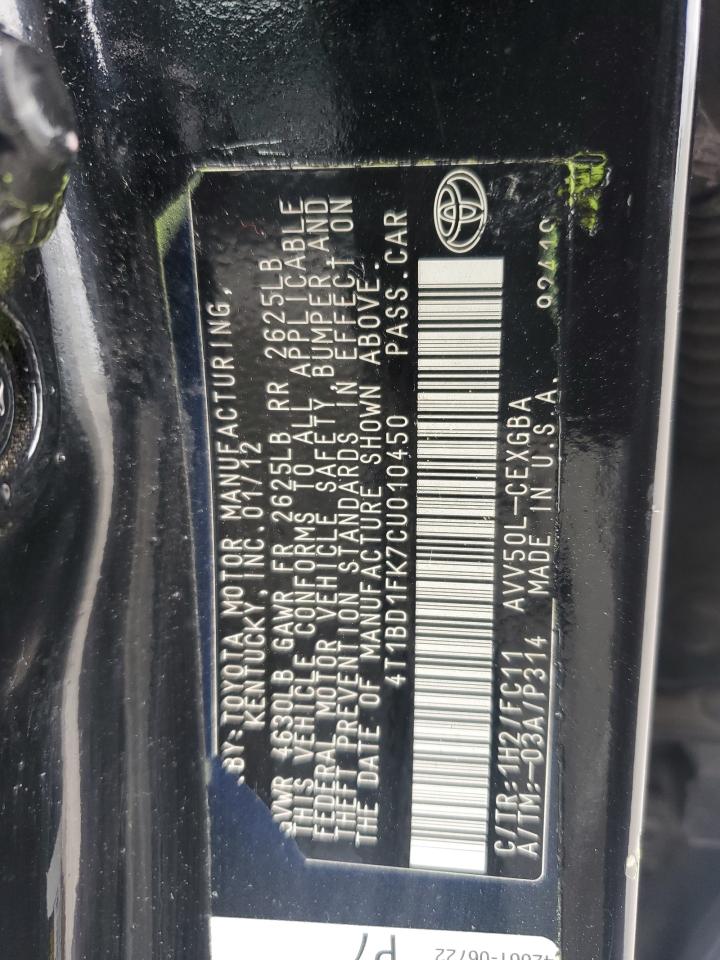 .BY: TOYOTA MOTOR MANUFACTURING,
KENTUCKY, INC. 01/12
GVWR 4630LB GAWR FR 2625LB RR 2625LB
THIS VEHICLE CONFORMS TO ALL APPLICABLE
FEDERAL MOTOR VEHICLE SAFETY, BUMPER, AND
THEFT PREVENTION STANDARDS IN EFFECT ON
THE DATE OF MANUFACTURE SHOWN ABOVE.
4T1BD1FK7CU010450 PASS.CAR
C/TR: 1H2/FC11 AVV50L-CEXGBA
A/TM:-03A/P314 MADE IN U.S.A.
P7